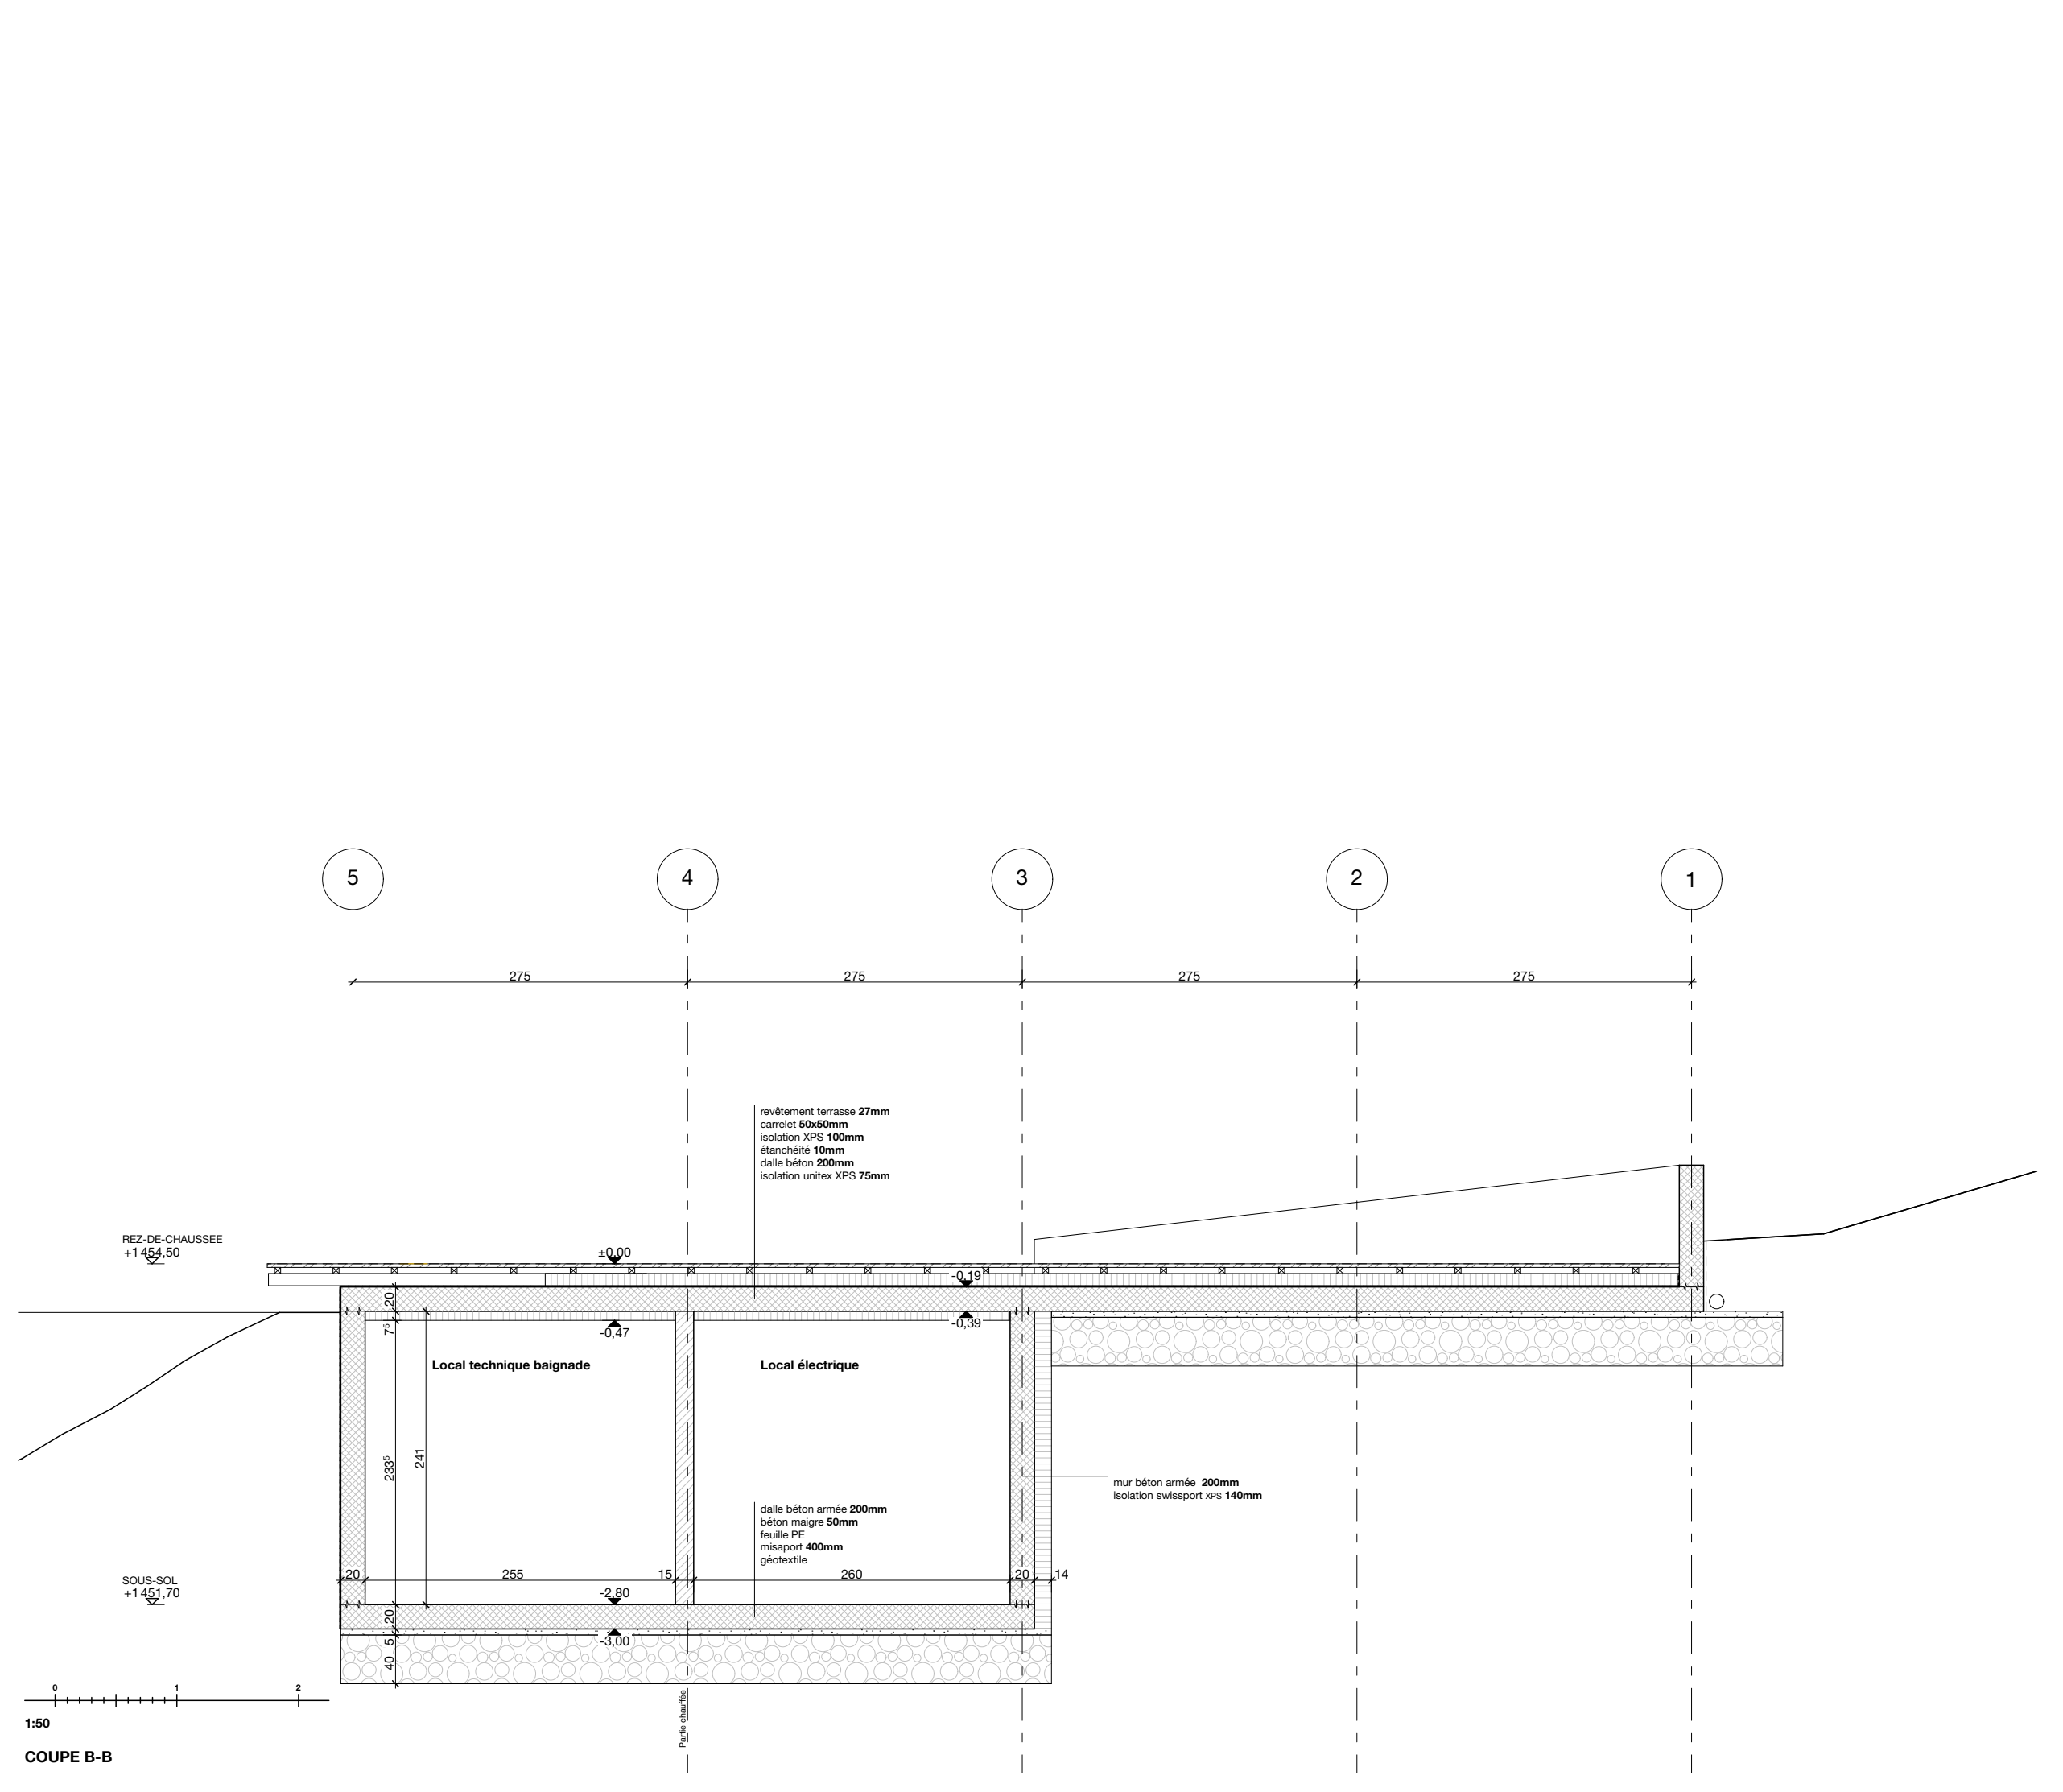 5
4
3
2
1
275
275
275
275
revêtement terrasse 27mm
carrelet 50x50mm
isolation XPS 100mm
étanchéité 10mm
dalle béton 200mm
isolation unitex XPS 75mm
REZ-DE-CHAUSSEE
+1 454,50
±0,00
-0,19
20
7⁵
-0,47
-0,39
Local technique baignade
Local électrique
233⁵
241
mur béton armée 200mm
isolation swissport XPS 140mm
dalle béton armée 200mm
béton maigre 50mm
feuille PE
misaport 400mm
géotextile
20
255
15
260
20
14
SOUS-SOL
+1 451,70
-2,80
20
5
-3,00
40
Partie chauffée
0
1
2
1:50
COUPE B-B